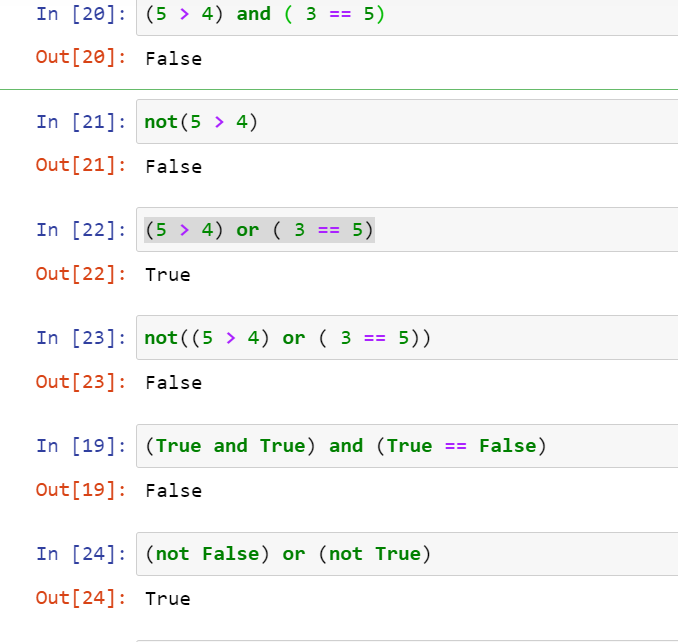 In [20]: (5 > 4) and ( 3 == 5)
Out[20]: False
In [21]: not(5 > 4)
Out[21]: False
In [22]: (5 > 4) or ( 3 == 5)
Out[22]: True
In [23]: not((5 > 4) or ( 3 == 5))
Out[23]: False
In [19]: (True and True) and (True == False)
Out[19]: False
In [24]: (not False) or (not True)
Out[24]: True